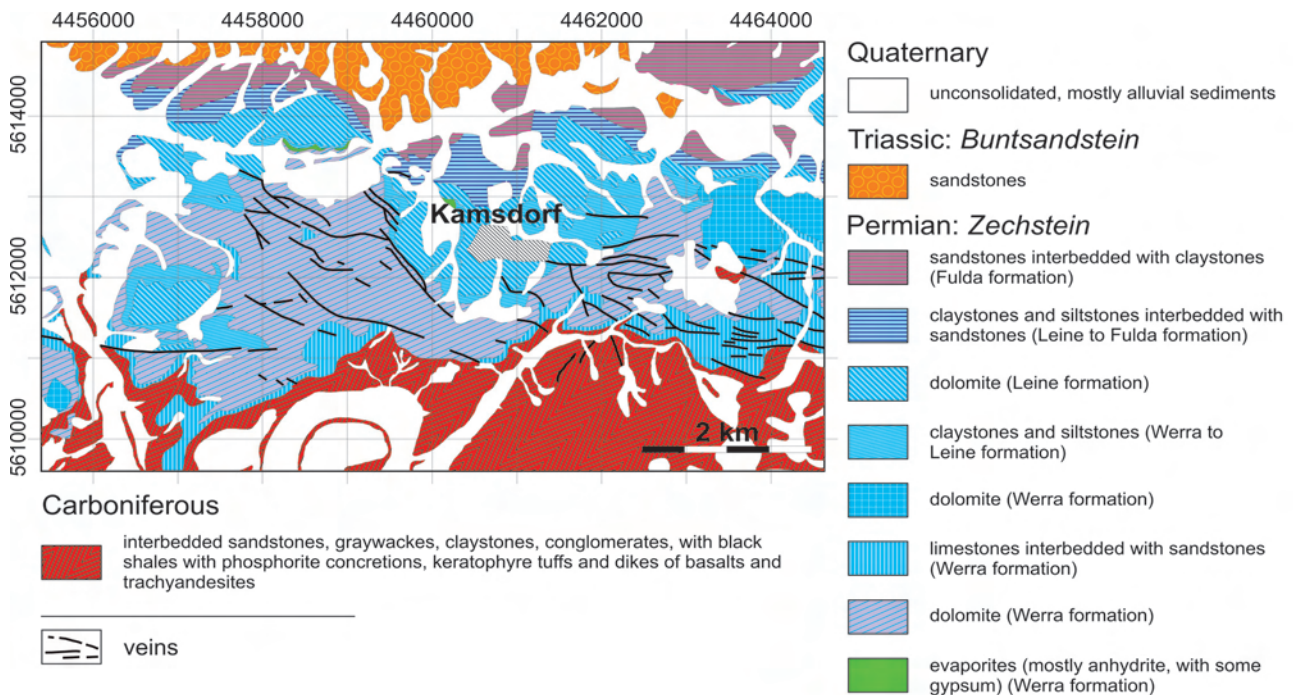 4456000 4458000 4460000 4462000 4464000
5614000
5612000
5610000
Kamsdorf
2 km
Quaternary
unconsolidated, mostly alluvial sediments
Triassic: Buntsandstein
sandstones
Permian: Zechstein
sandstones interbedded with claystones
(Fulda formation)
claystones and siltstones interbedded with
sandstones (Leine to Fulda formation)
dolomite (Leine formation)
claystones and siltstones (Werra to
Leine formation)
dolomite (Werra formation)
limestones interbedded with sandstones
(Werra formation)
dolomite (Werra formation)
evaporites (mostly anhydrite, with some
gypsum) (Werra formation)
Carboniferous
interbedded sandstones, graywackes, claystones, conglomerates, with black
shales with phosphorite concretions, keratophyre tuffs and dikes of basalts and
trachyandesites
veins